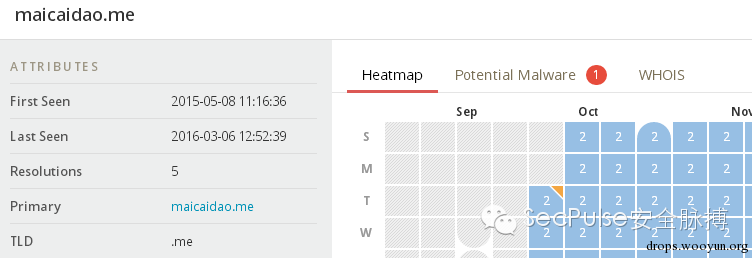 maicaidao.me
ATTRIBUTES
First Seen 2015-05-08 11:16:36
Last Seen 2016-03-06 12:52:39
Resolutions 5
Primary maicaidao.me
TLD .me
Heatmap Potential Malware 1 WHOIS
Sep Oct Nov
S 2 2 2 2 2
M 2 2 2 2 2
T 2 2 2 2 2 2
W 2 2 2 2 2 2
SecPulse安全脉搏
drops.wooyun.org